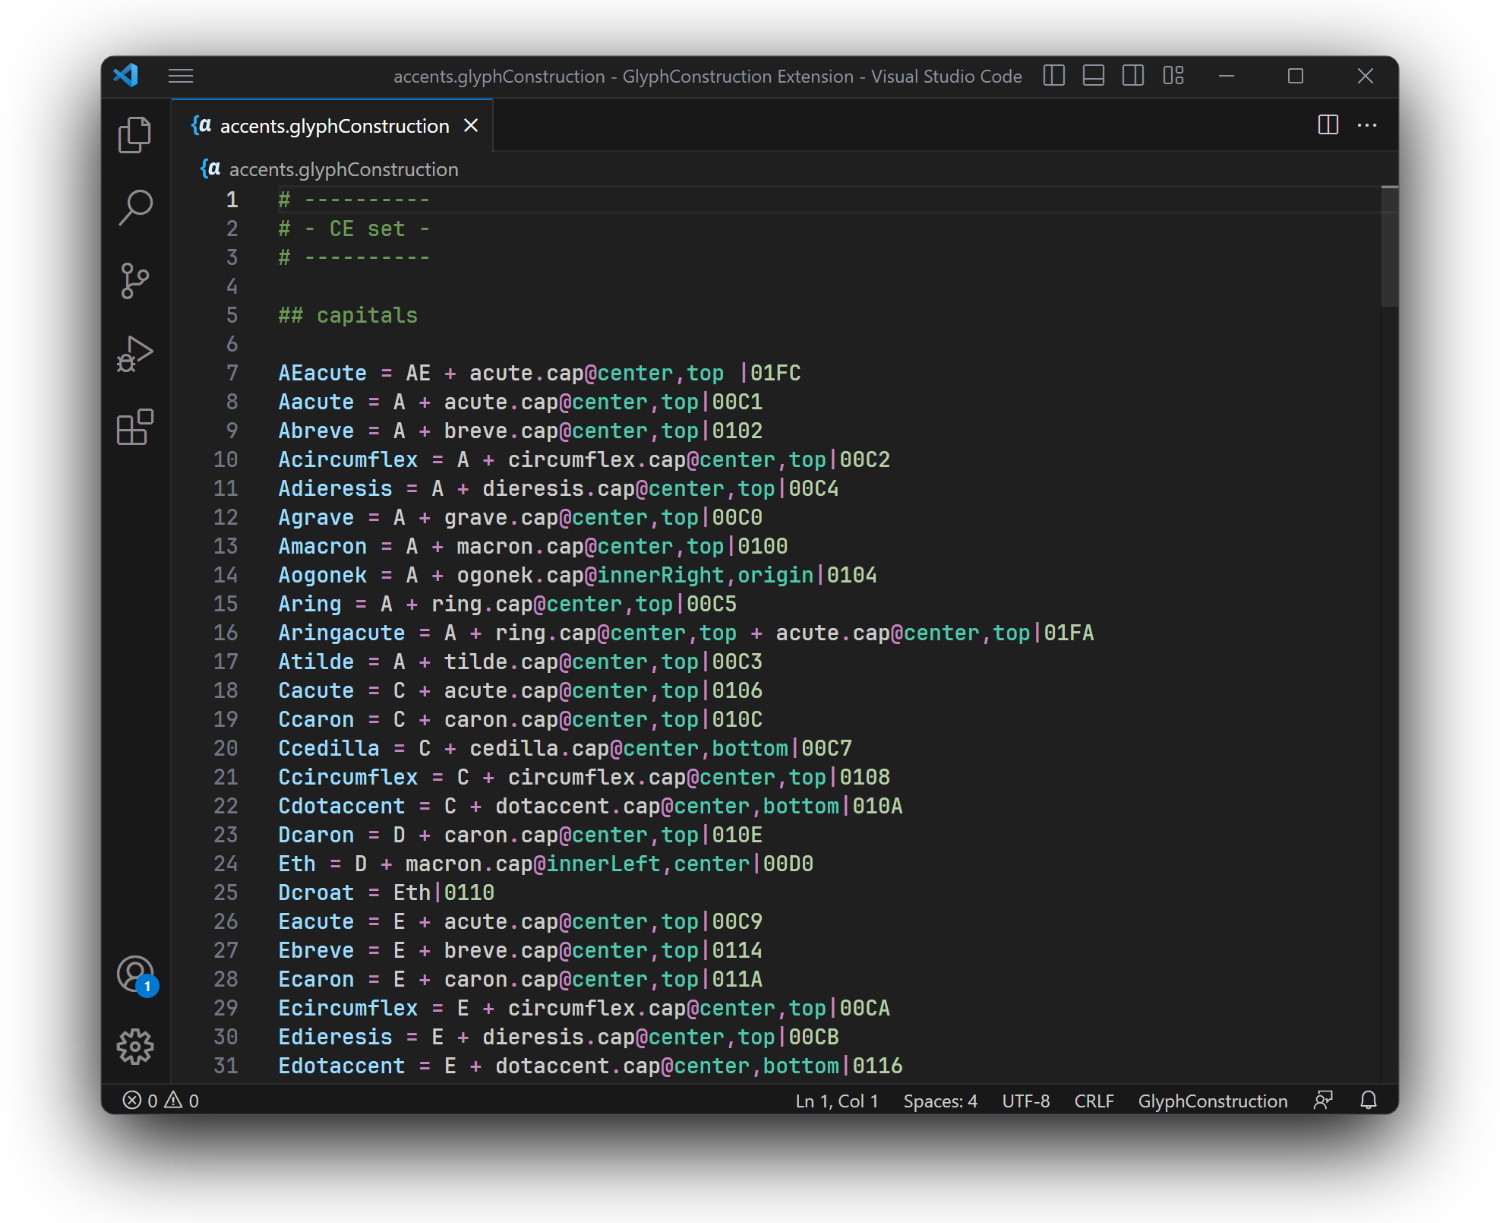 accents.glyphConstruction - GlyphConstruction Extension - Visual Studio Code
{α accents.glyphConstruction
{α accents.glyphConstruction
1 # ----------
2 # - CE set -
3 # ----------
4
5 ## capitals
6
7 AEacute = AE + acute.cap@center,top |01FC
8 Aacute = A + acute.cap@center,top|00C1
9 Abreve = A + breve.cap@center,top|0102
10 Acircumflex = A + circumflex.cap@center,top|00C2
11 Adieresis = A + dieresis.cap@center,top|00C4
12 Agrave = A + grave.cap@center,top|00C0
13 Amacron = A + macron.cap@center,top|0100
14 Aogonek = A + ogonek.cap@innerRight,origin|0104
15 Aring = A + ring.cap@center,top|00C5
16 Aringacute = A + ring.cap@center,top + acute.cap@center,top|01FA
17 Atilde = A + tilde.cap@center,top|00C3
18 Cacute = C + acute.cap@center,top|0106
19 Ccaron = C + caron.cap@center,top|010C
20 Ccedilla = C + cedilla.cap@center,bottom|00C7
21 Ccircumflex = C + circumflex.cap@center,top|0108
22 Cdotaccent = C + dotaccent.cap@center,bottom|010A
23 Dcaron = D + caron.cap@center,top|010E
24 Eth = D + macron.cap@innerLeft,center|00D0
25 Dcroat = Eth|0110
26 Eacute = E + acute.cap@center,top|00C9
27 Ebreve = E + breve.cap@center,top|0114
28 Ecaron = E + caron.cap@center,top|011A
29 Ecircumflex = E + circumflex.cap@center,top|00CA
30 Edieresis = E + dieresis.cap@center,top|00CB
31 Edotaccent = E + dotaccent.cap@center,bottom|0116
1
0 0 Ln 1, Col 1 Spaces: 4 UTF-8 CRLF GlyphConstruction